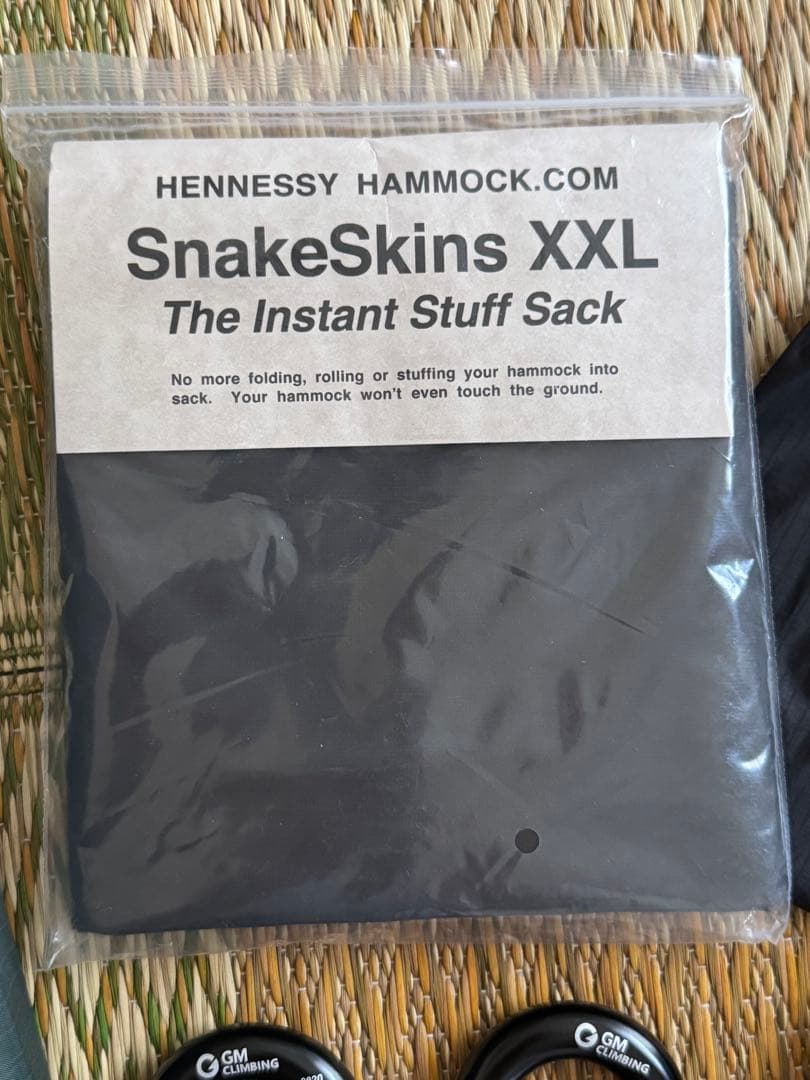 HENNESSY HAMMOCK.COM
SnakeSkins XXL
The Instant Stuff Sack
No more folding, rolling or stuffing your hammock into
sack. Your hammock won't even touch the ground.
GM
CLIMBING
GM
CLIMBING